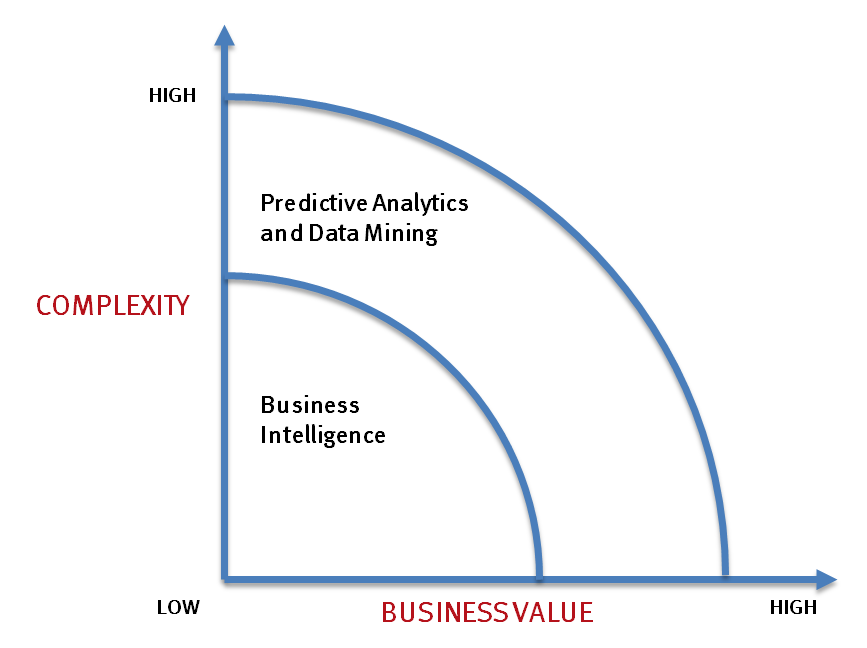 HIGH
Predictive Analytics
and Data Mining
COMPLEXITY
Business
Intelligence
LOW
BUSINESS VALUE
HIGH